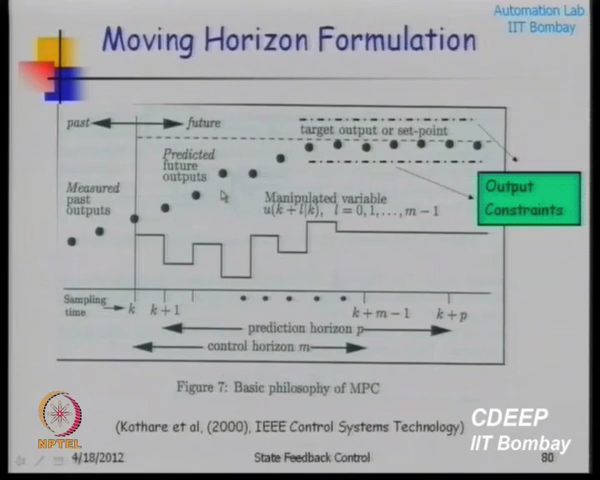 Automation Lab
IIT Bombay
Moving Horizon Formulation
past
future
target output or set-point
Predicted
future
outputs
Measured
past
outputs
Manipulated variable
u(k + l|k), l = 0, 1, . . . , m − 1
Output
Constraints
Sampling
time
k
k + 1
k + m − 1
k + p
prediction horizon p
control horizon m
Figure 7: Basic philosophy of MPC
(Kothare et al, (2000), IEEE Control Systems Technology)
NPTEL
CDEEP
IIT Bombay
4/18/2012
State Feedback Control
80